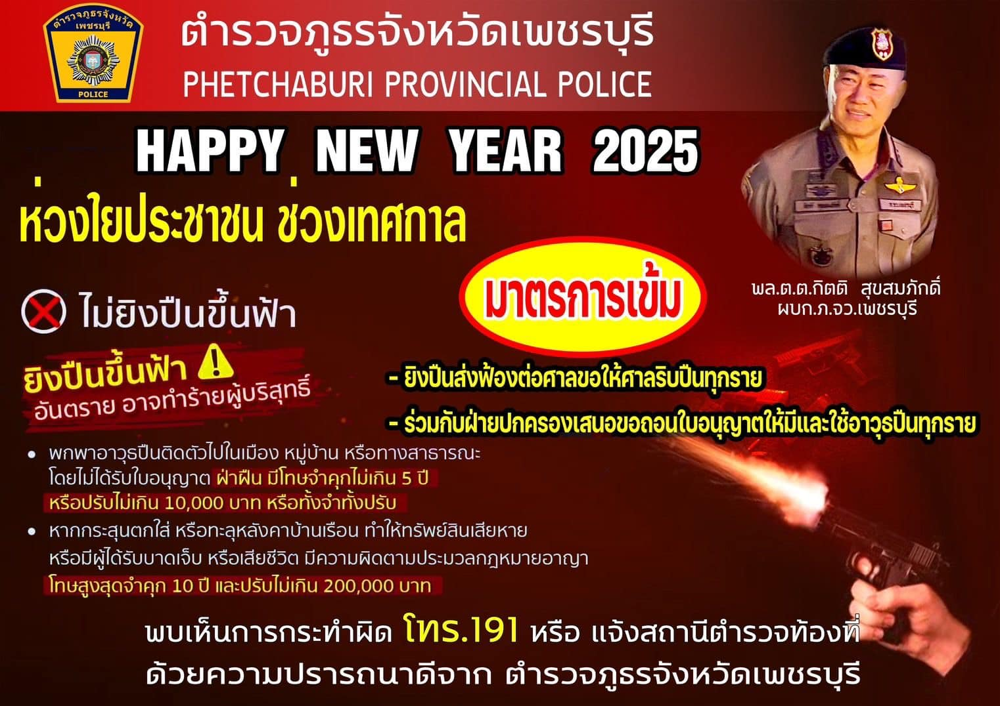 ตำรวจภูธรจังหวัด
เพชรบุรี
POLICE
ตำรวจภูธรจังหวัดเพชรบุรี
PHETCHABURI PROVINCIAL POLICE
HAPPY NEW YEAR 2025
ห่วงใยประชาชน ช่วงเทศกาล
มาตรการเข้ม
พล.ต.ต.กิตติ สุขสมภักดิ์
ผบก.ภ.จว.เพชรบุรี
ไม่ยิงปืนขึ้นฟ้า
ยิงปืนขึ้นฟ้า
อันตราย อาจทำร้ายผู้บริสุทธิ์
- ยิงปืนส่งฟ้องต่อศาลขอให้ศาลริบปืนทุกราย
- ร่วมกับฝ่ายปกครองเสนอขอถอนใบอนุญาตให้มีและใช้อาวุธปืนทุกราย
• พกพาอาวุธปืนติดตัวไปในเมือง หมู่บ้าน หรือทางสาธารณะ
โดยไม่ได้รับใบอนุญาต ฝ่าฝืน มีโทษจำคุกไม่เกิน 5 ปี
หรือปรับไม่เกิน 10,000 บาท หรือทั้งจำทั้งปรับ
• หากกระสุนตกใส่ หรือทะลุหลังคาบ้านเรือน ทำให้ทรัพย์สินเสียหาย
หรือมีผู้ได้รับบาดเจ็บ หรือเสียชีวิต มีความผิดตามประมวลกฎหมายอาญา
โทษสูงสุดจำคุก 10 ปี และปรับไม่เกิน 200,000 บาท
พบเห็นการกระทำผิด โทร.191 หรือ แจ้งสถานีตำรวจท้องที่
ด้วยความปรารถนาดีจาก ตำรวจภูธรจังหวัดเพชรบุรี